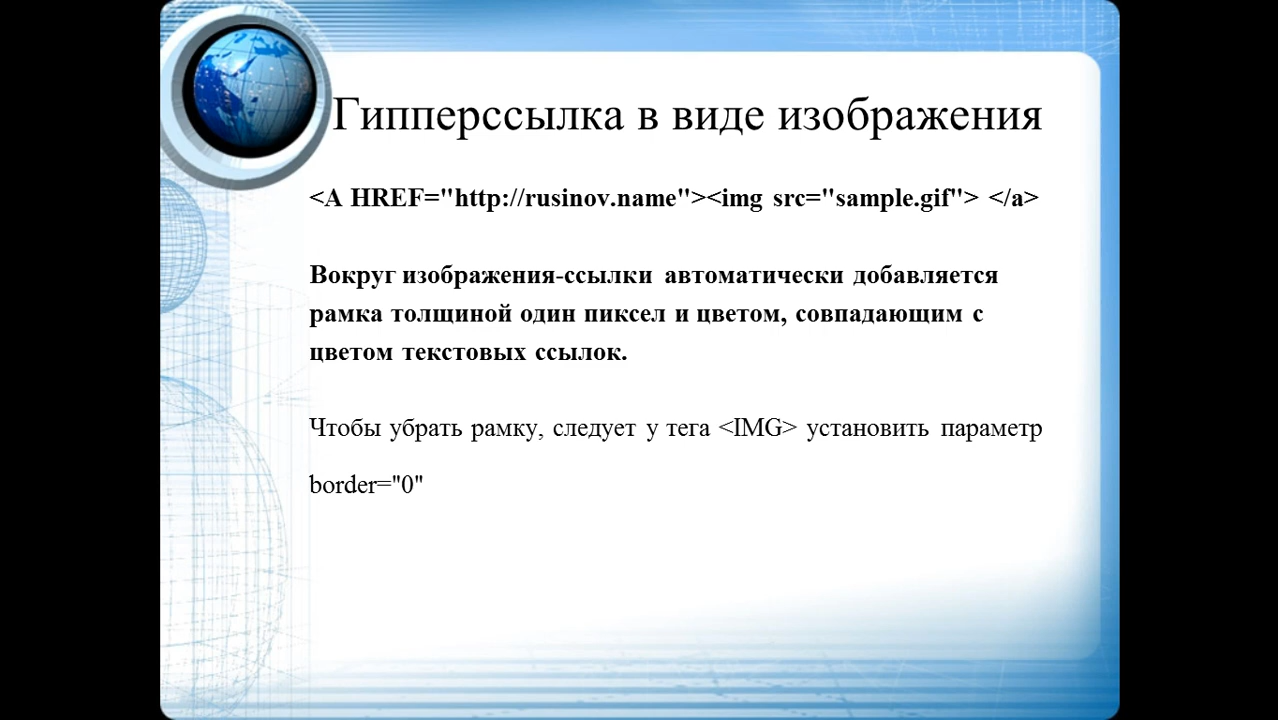 Гипперссылка в виде изображения
<A HREF="http://rusinov.name"><img src="sample.gif"> </a>
Вокруг изображения-ссылки автоматически добавляется
рамка толщиной один пиксел и цветом, совпадающим с
цветом текстовых ссылок.
Чтобы убрать рамку, следует у тега <IMG> установить параметр
border="0"